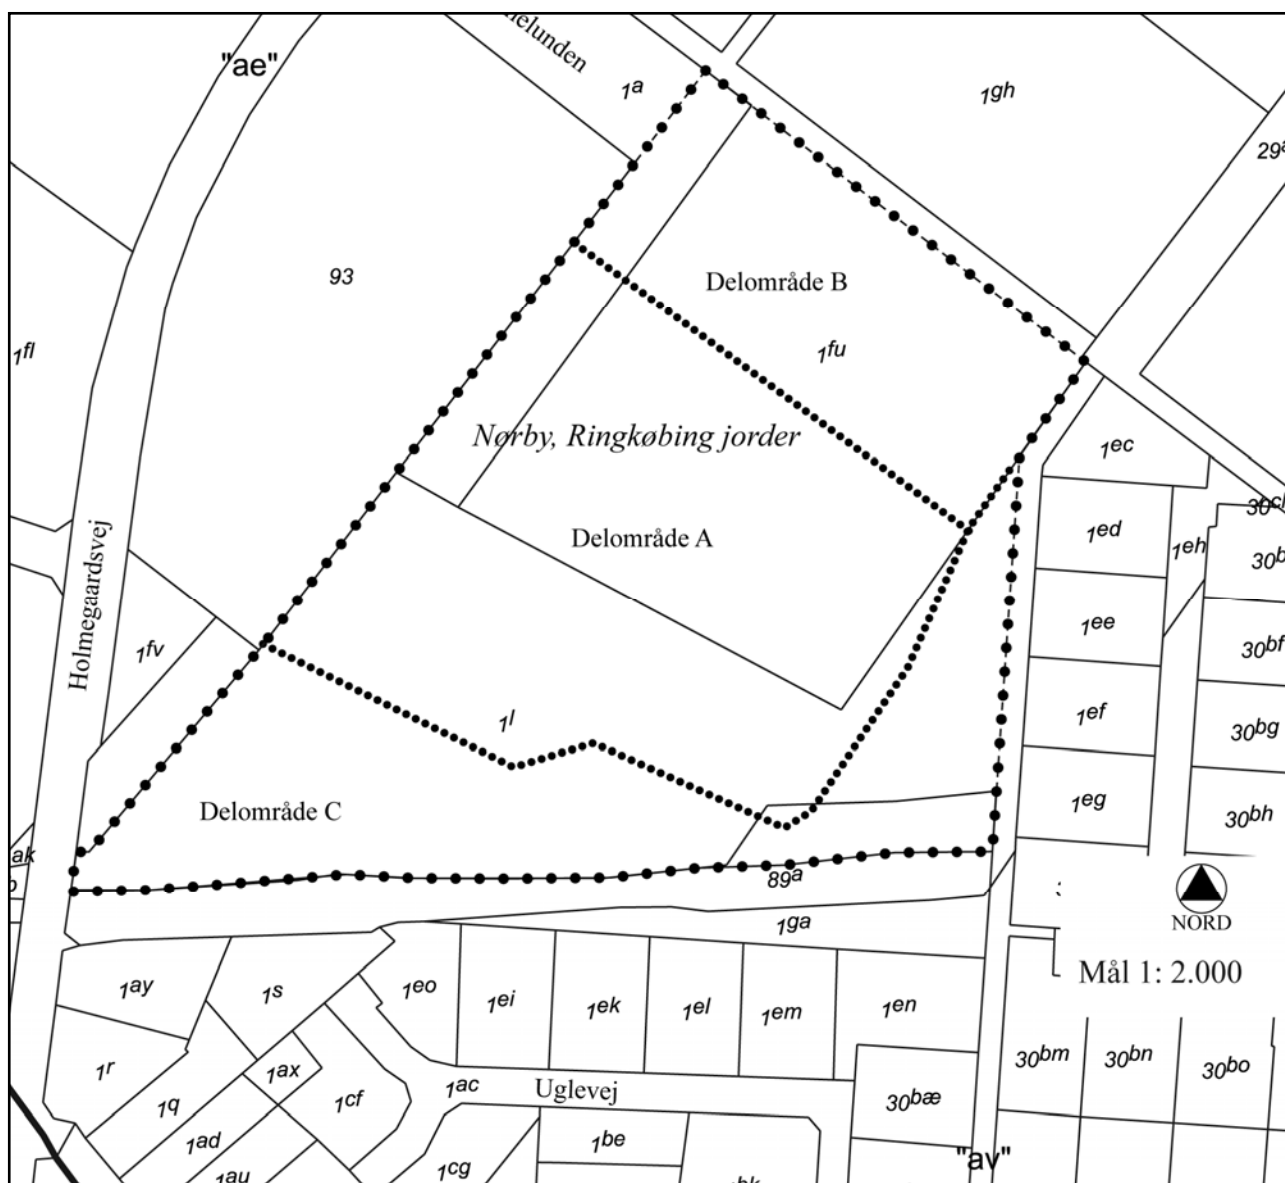 "ae"
1a
1gh
93
1fl
Delområde B
1fu
Nørby, Ringkøbing jorder
1ec
Delområde A
1ed
1eh
Holmegaardsvej
1fv
1ee
30bf
1l
1ef
30bg
Delområde C
1eg
30bh
ak
89a
1ga
NORD
Mål 1: 2.000
1ay
1s
1eo
1ei
1ek
1el
1em
1en
1r
1ax
1ac
Uglevej
30bm
30bn
30bo
1q
1cf
30bæ
1ad
1be
1au
1cg
"av"